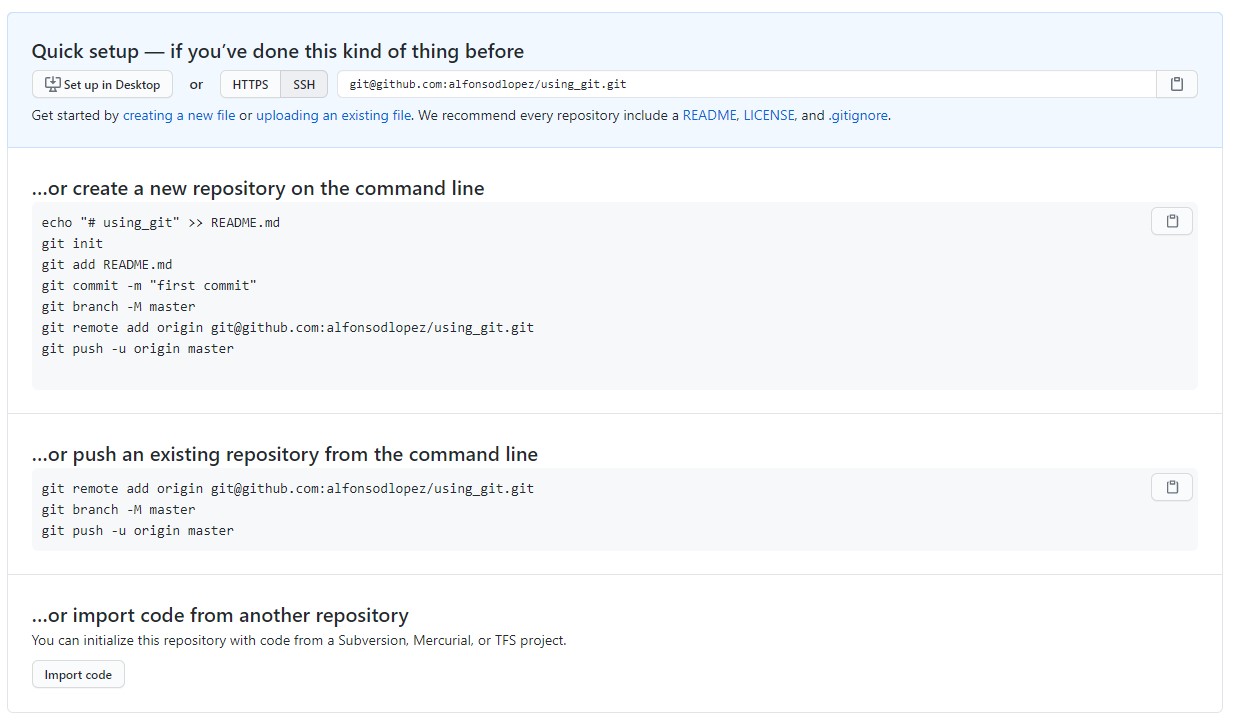 Quick setup — if you've done this kind of thing before
Set up in Desktop or HTTPS SSH git@github.com:alfonsodlopez/using_git.git
Get started by creating a new file or uploading an existing file. We recommend every repository include a README, LICENSE, and .gitignore.
...or create a new repository on the command line
echo "# using_git" >> README.md
git init
git add README.md
git commit -m "first commit"
git branch -M master
git remote add origin git@github.com:alfonsodlopez/using_git.git
git push -u origin master
...or push an existing repository from the command line
git remote add origin git@github.com:alfonsodlopez/using_git.git
git branch -M master
git push -u origin master
...or import code from another repository
You can initialize this repository with code from a Subversion, Mercurial, or TFS project.
Import code